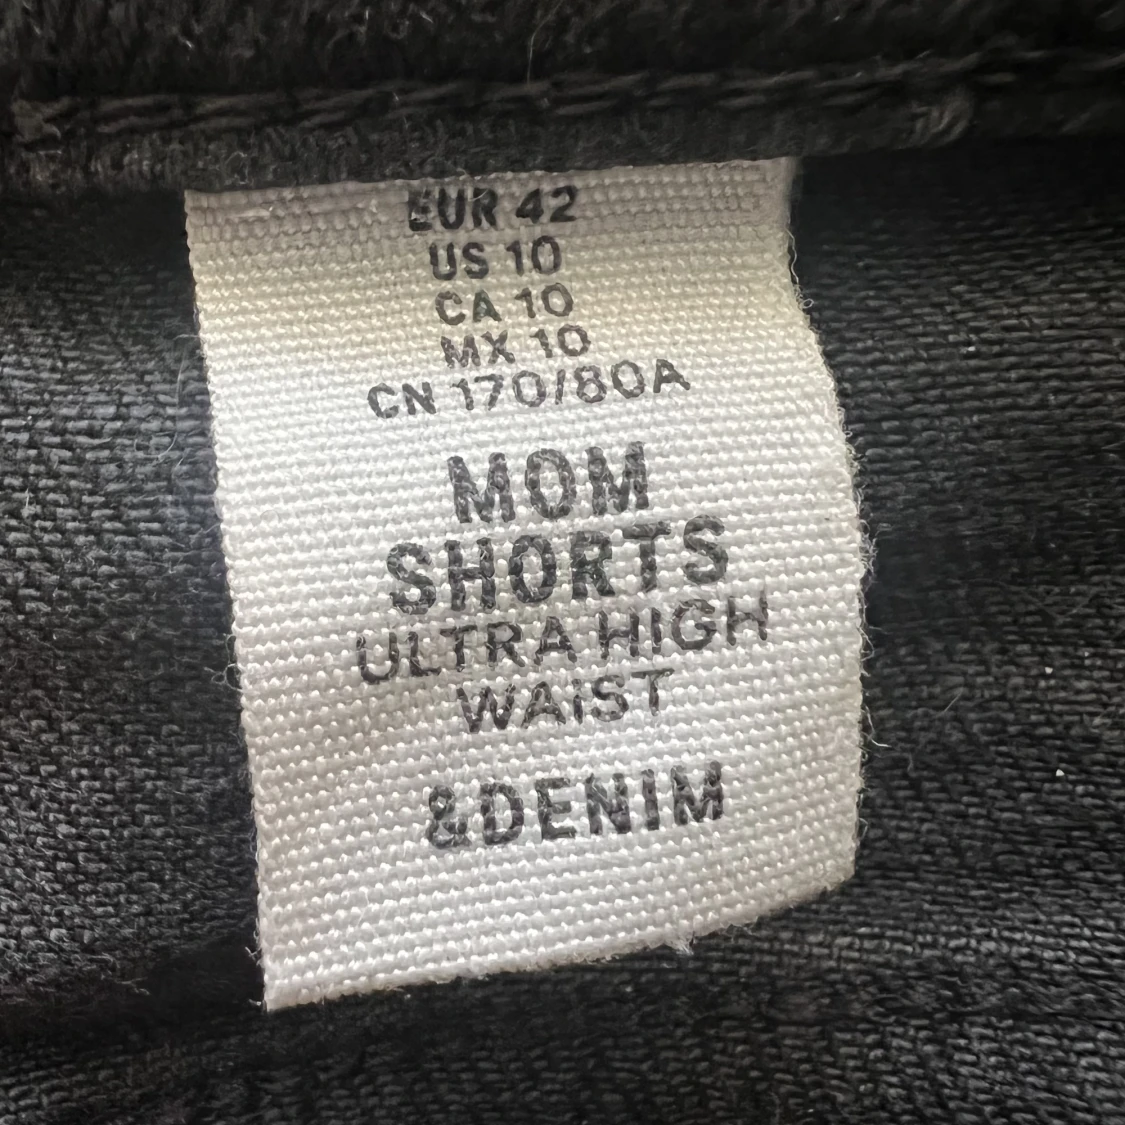 EUR 42
US 10
CA 10
MX 10
CN 170/80A
MOM
SHORTS
ULTRA HIGH
WAIST
&DENIM